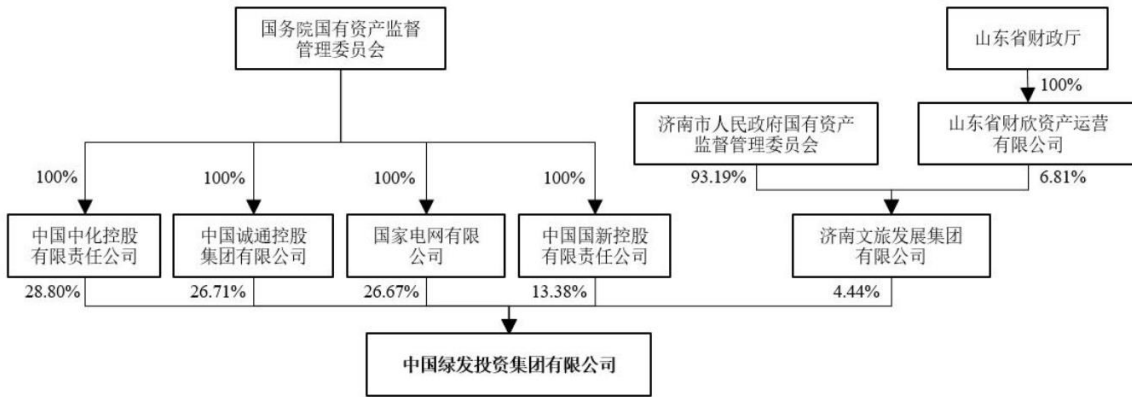 国务院国有资产监督
管理委员会
山东省财政厅
100%
济南市人民政府国有资产
监督管理委员会
山东省财欣资产运营
有限公司
93.19%
6.81%
100%
100%
100%
100%
中国中化控股
有限责任公司
中国诚通控股
集团有限公司
国家电网有限
公司
中国国新控股
有限责任公司
济南文旅发展集团
有限公司
28.80%
26.71%
26.67%
13.38%
4.44%
中国绿发投资集团有限公司